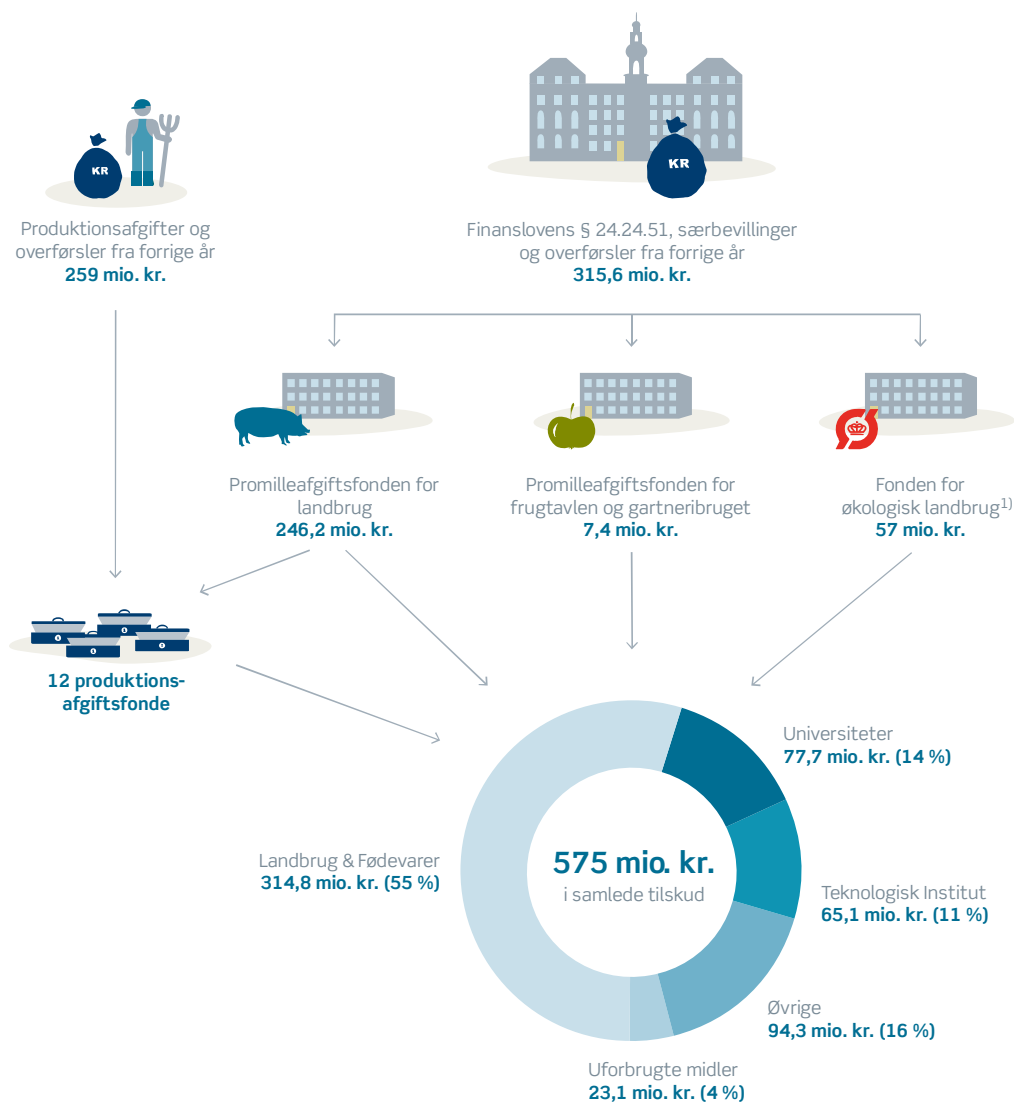 KR
Produktionsafgifter og
overførsler fra forrige år
259 mio. kr.
KR
Finanslovens § 24.24.51, særbevillinger
og overførsler fra forrige år
315,6 mio. kr.
Promilleafgiftsfonden for
landbrug
246,2 mio. kr.
Promilleafgiftsfonden for
frugtavlen og gartneribruget
7,4 mio. kr.
Fonden for
økologisk landbrug1)
57 mio. kr.
12 produktions-
afgiftsfonde
Universiteter
77,7 mio. kr. (14 %)
Landbrug & Fødevarer
314,8 mio. kr. (55 %)
575 mio. kr.
i samlede tilskud
Teknologisk Institut
65,1 mio. kr. (11 %)
Øvrige
94,3 mio. kr. (16 %)
Uforbrugte midler
23,1 mio. kr. (4 %)